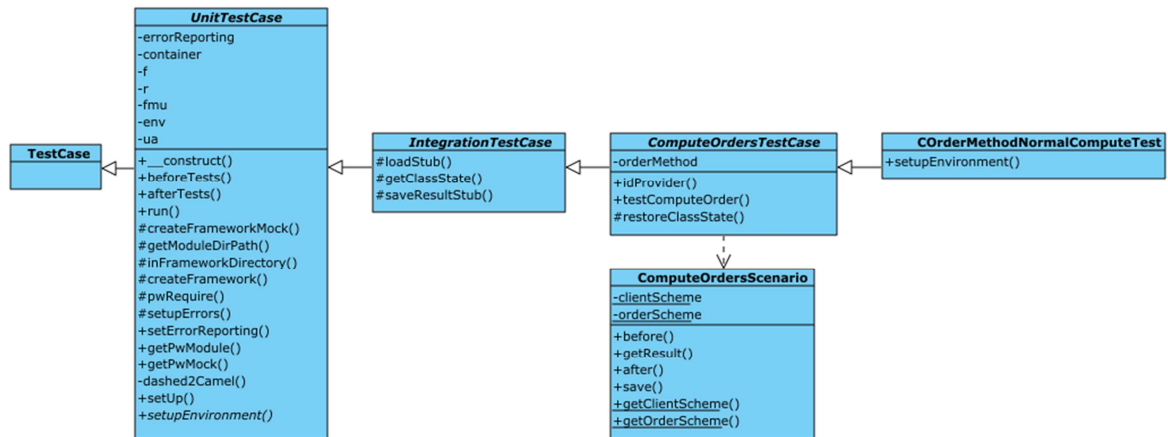 TestCase
UnitTestCase
-errorReporting
-container
-f
-r
-fmu
-env
-ua
+__construct()
+beforeTests()
+afterTests()
+run()
#createFrameworkMock()
#getModuleDirPath()
#inFrameworkDirectory()
#createFramework()
#pwRequire()
#setupErrors()
+setErrorReporting()
+getPwModule()
+getPwMock()
-dashed2Camel()
+setUp()
+setupEnvironment()
IntegrationTestCase
#loadStub()
#getClassState()
#saveResultStub()
ComputeOrdersTestCase
-orderMethod
+idProvider()
+testComputeOrder()
#restoreClassState()
COrderMethodNormalComputeTest
+setupEnvironment()
ComputeOrdersScenario
-clientScheme
-orderScheme
+before()
+getResult()
+after()
+save()
+getClientScheme()
+getOrderScheme()